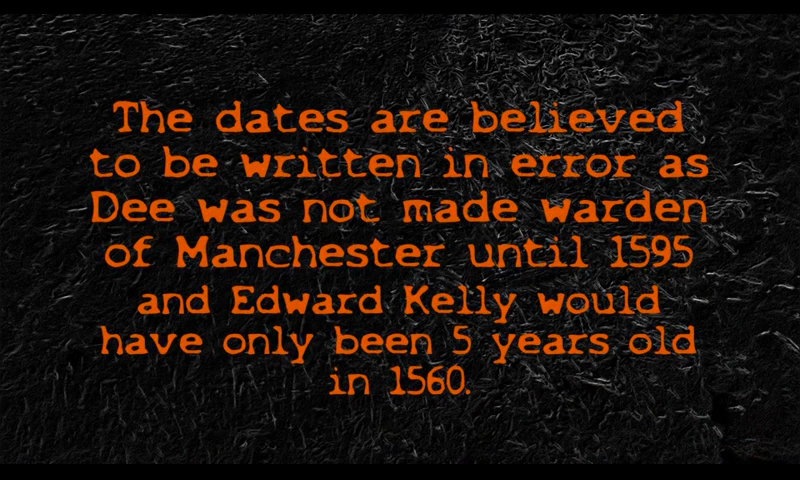 The dates are believed
to be written in error as
Dee was not made warden
of Manchester until 1595
and Edward Kelly would
have only been 5 years old
in 1560.